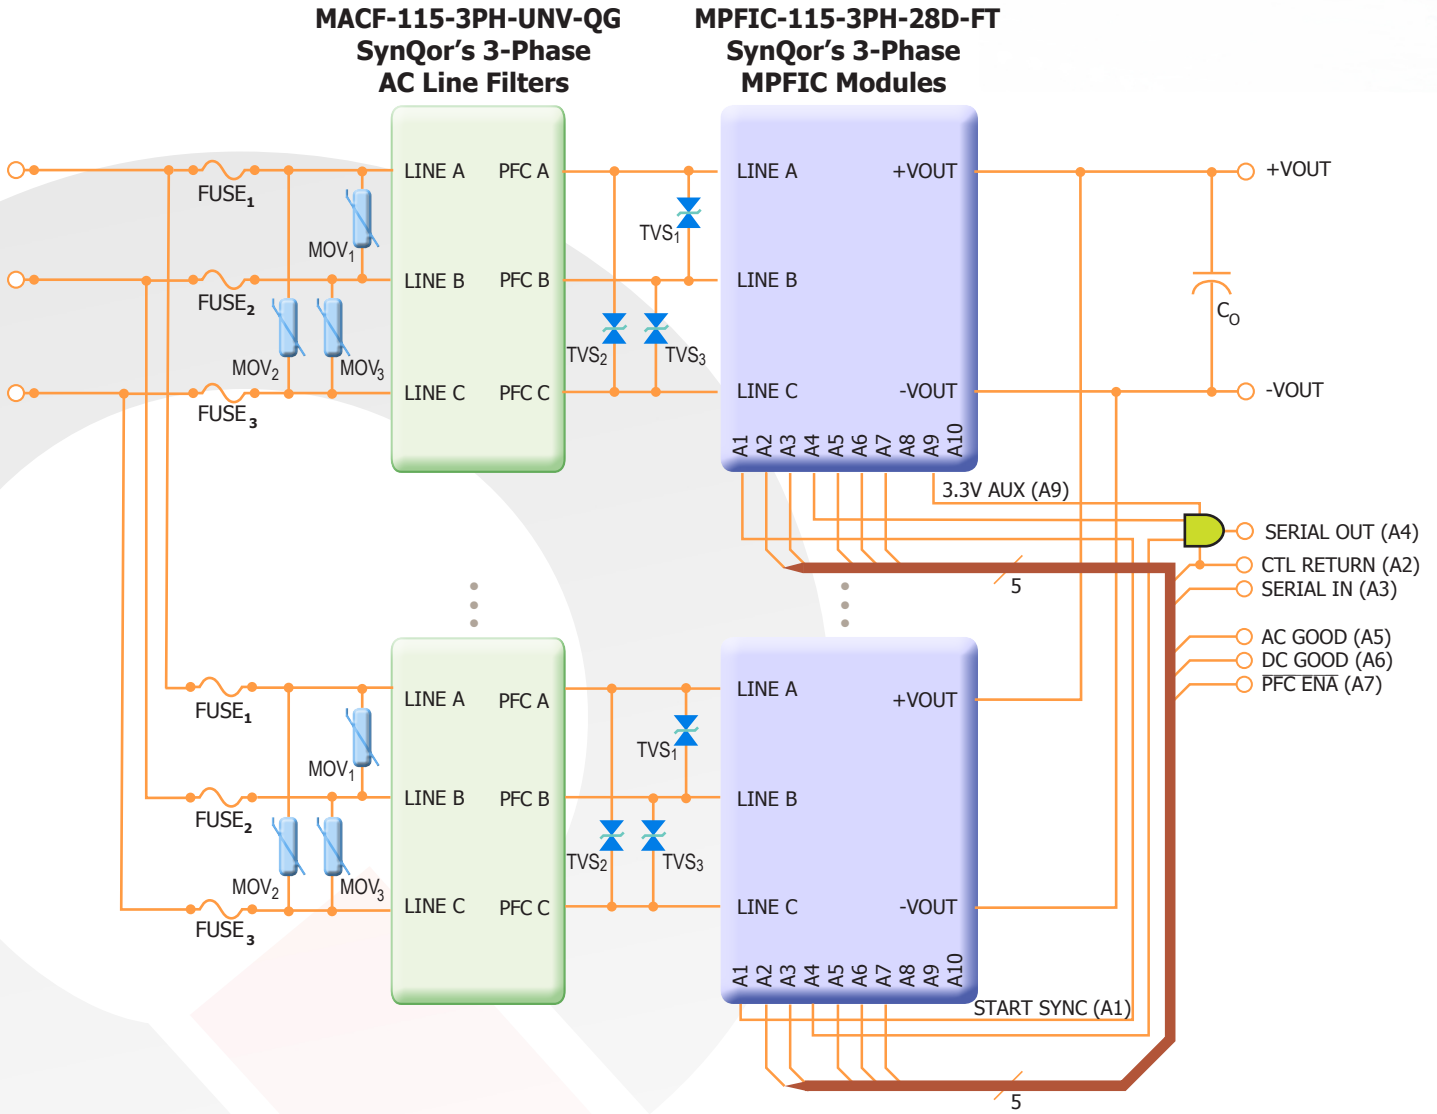 MACF-115-3PH-UNV-QG
SynQor's 3-Phase
AC Line Filters
MPFIC-115-3PH-28D-FT
SynQor's 3-Phase
MPFIC Modules
FUSE1
FUSE2
FUSE3
MOV1
MOV2
MOV3
LINE A
LINE B
LINE C
PFC A
PFC B
PFC C
TVS1
TVS2
TVS3
LINE A
LINE B
LINE C
+VOUT
-VOUT
A1 A2 A3 A4 A5 A6 A7 A8 A9 A10
+VOUT
CO
-VOUT
3.3V AUX (A9)
5
SERIAL OUT (A4)
CTL RETURN (A2)
SERIAL IN (A3)
AC GOOD (A5)
DC GOOD (A6)
PFC ENA (A7)
FUSE1
FUSE2
FUSE3
MOV1
MOV2
MOV3
LINE A
LINE B
LINE C
PFC A
PFC B
PFC C
TVS1
TVS2
TVS3
LINE A
LINE B
LINE C
+VOUT
-VOUT
A1 A2 A3 A4 A5 A6 A7 A8 A9 A10
START SYNC (A1)
5